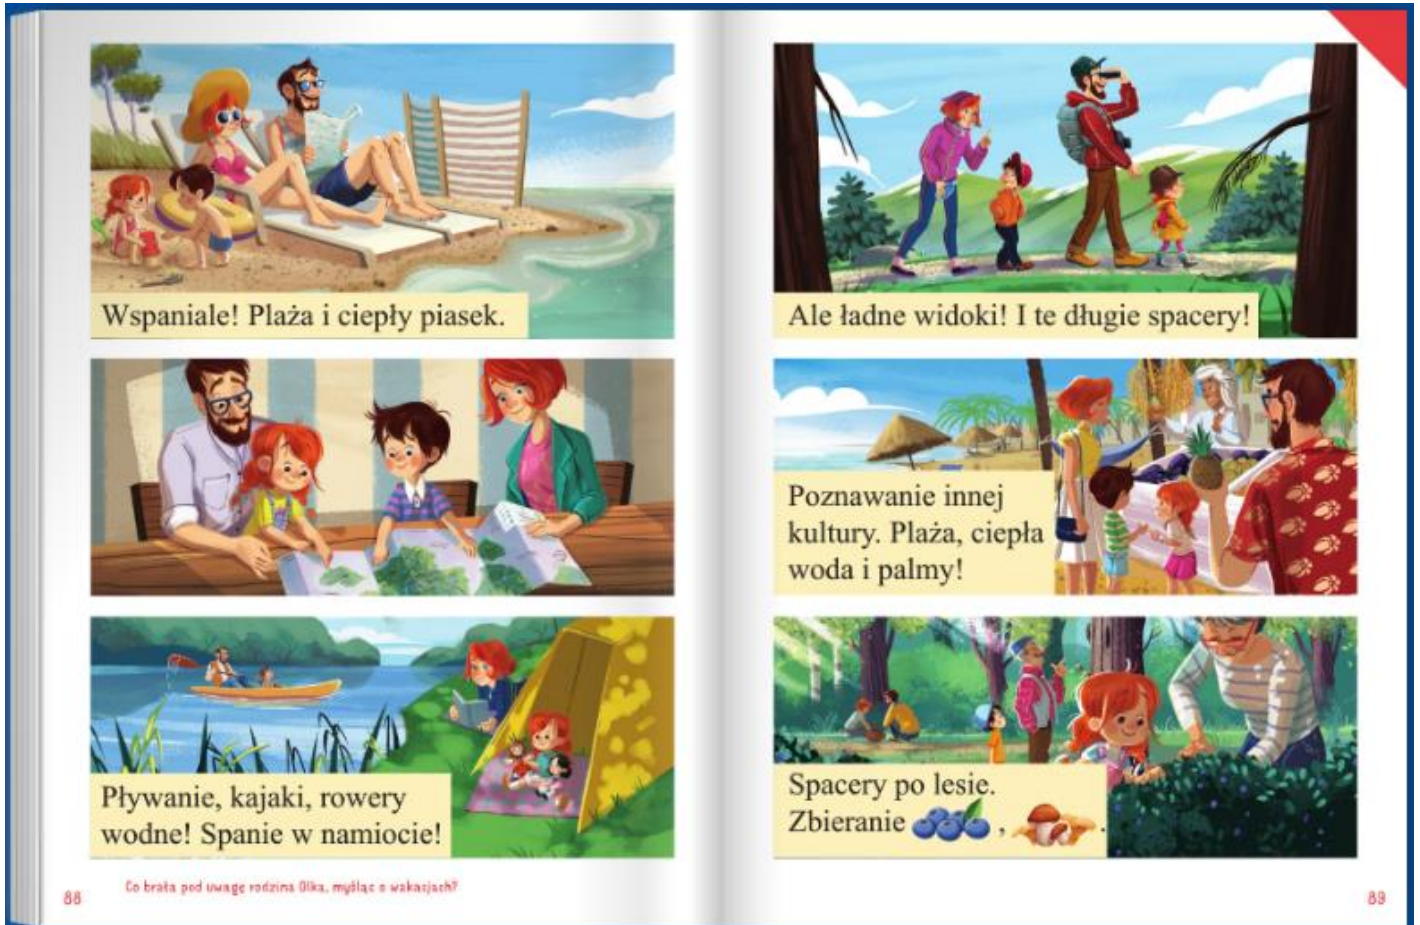 Wspaniale! Plaża i ciepły piasek.
Pływanie, kajaki, rowery
wodne! Spanie w namiocie!
Co brała pod uwagę rodzina Olka, myśląc o wakacjach?
88
Ale ładne widoki! I te długie spacery!
Poznawanie innej
kultury. Plaża, ciepła
woda i palmy!
Spacery po lesie.
Zbieranie , .
89